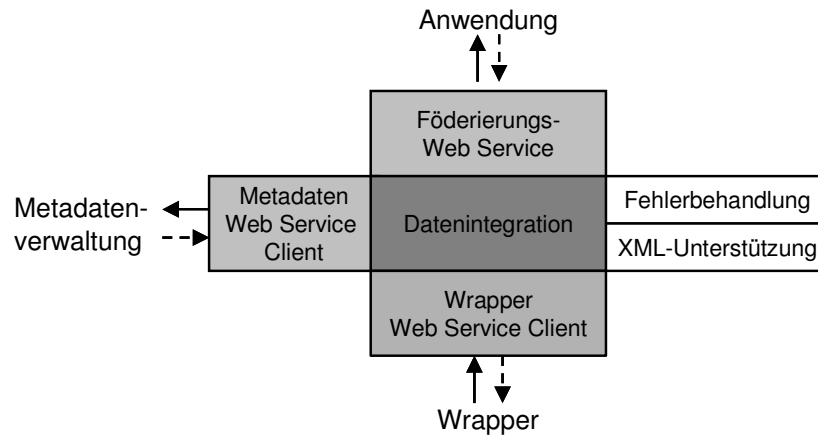 Anwendung
Föderierungs-
Web Service
Metadaten-
verwaltung
Metadaten
Web Service
Client
Datenintegration
Fehlerbehandlung
XML-Unterstützung
Wrapper
Web Service Client
Wrapper